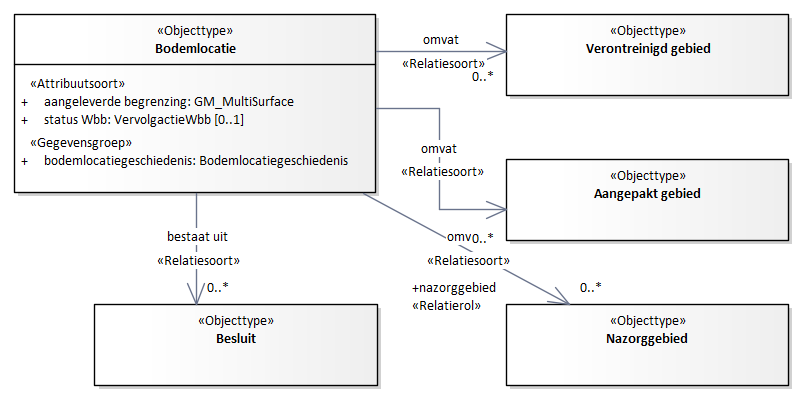 «Objecttype»
Bodemlocatie
«Attribuutsoort»
+ aangeleverde begrenzing: GM_MultiSurface
+ status Wbb: VervolgactieWbb [0..1]
«Gegevensgroep»
+ bodemlocatiegeschiedenis: Bodemlocatiegeschiedenis
omvat
«Relatiesoort»
0..*
«Objecttype»
Verontreinigd gebied
omvat
«Relatiesoort»
0..*
«Objecttype»
Aangepakt gebied
omv
«Relatiesoort»
+nazorggebied
«Relatierol»
0..*
«Objecttype»
Nazorggebied
bestaat uit
«Relatiesoort»
0..*
«Objecttype»
Besluit